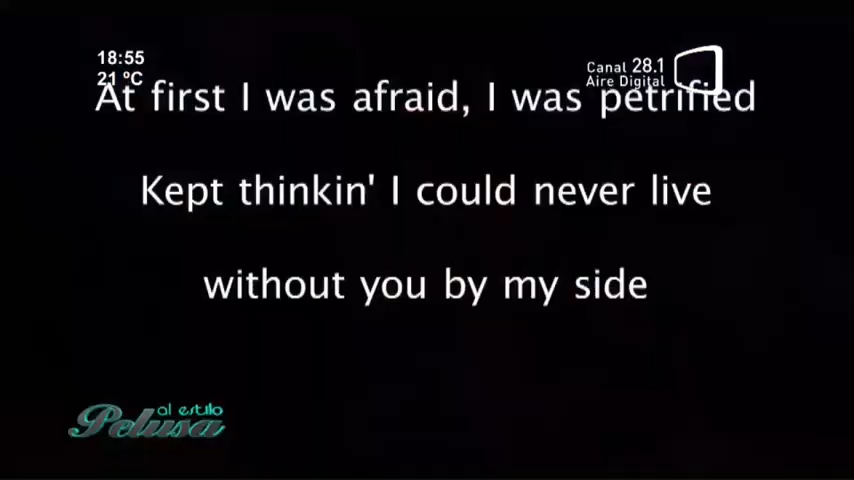 18:55
21 ºC
Canal 28.1
Aire Digital
At first I was afraid, I was petrified
Kept thinkin' I could never live
without you by my side
al estilo
Pelusa